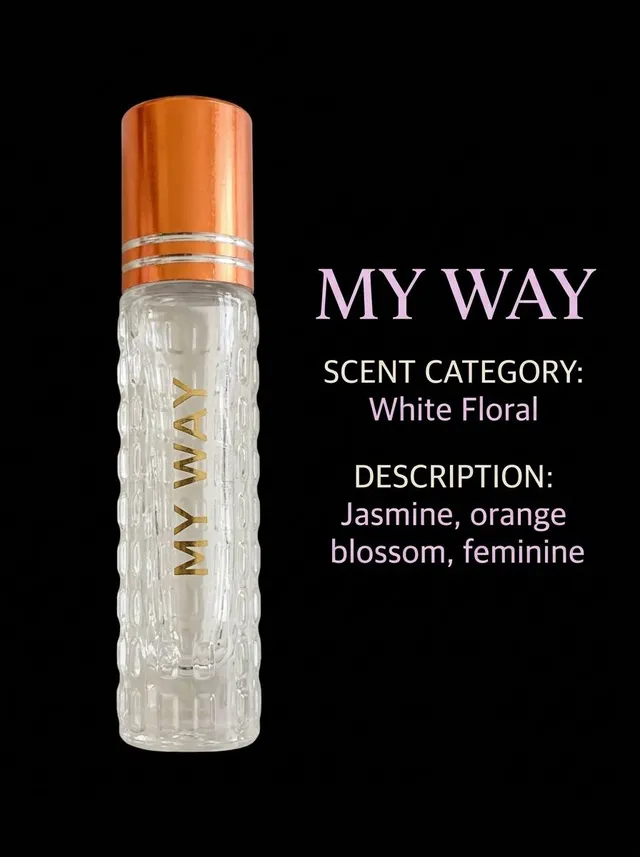 MY WAY
MY WAY
SCENT CATEGORY:
White Floral
DESCRIPTION:
Jasmine, orange
blossom, feminine